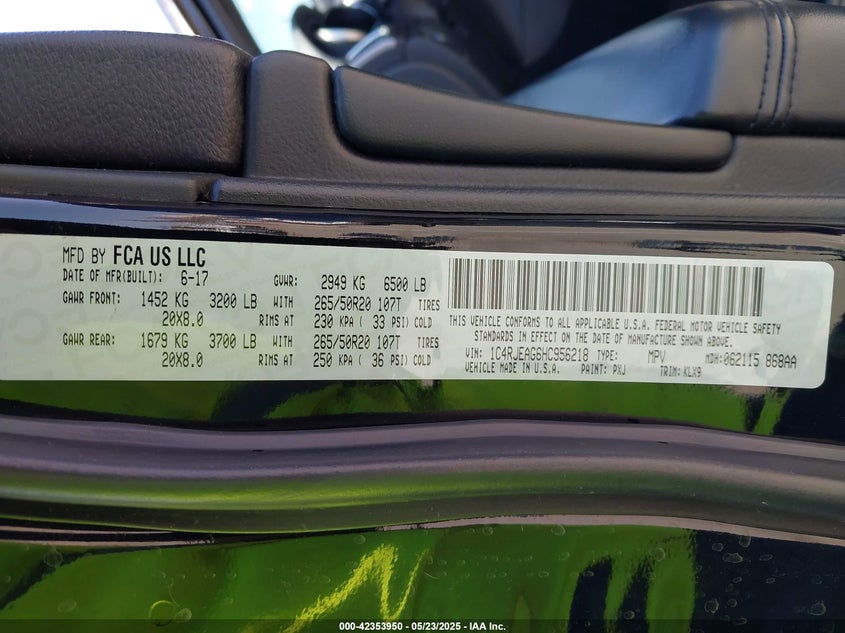 MFD BY FCA US LLC
DATE OF MFR(BUILT): 6-17 GVWR: 2949 KG 6500 LB
GAWR FRONT: 1452 KG 3200 LB WITH 265/50R20 107T TIRES
20X8.0 RIMS AT 230 KPA ( 33 PSI) COLD
GAWR REAR: 1679 KG 3700 LB WITH 265/50R20 107T TIRES
20X8.0 RIMS AT 250 KPA ( 36 PSI) COLD
THIS VEHICLE CONFORMS TO ALL APPLICABLE U.S.A. FEDERAL MOTOR VEHICLE SAFETY
STANDARDS IN EFFECT ON THE DATE OF MANUFACTURE SHOWN ABOVE.
VIN: 1C4RJEAG8HC956218 TYPE: MPV MDH: 062115 868AA
VEHICLE MADE IN U.S.A. PAINT: PXJ TRIM: KLX9
000-42353950 - 05/23/2025 - IAA Inc.